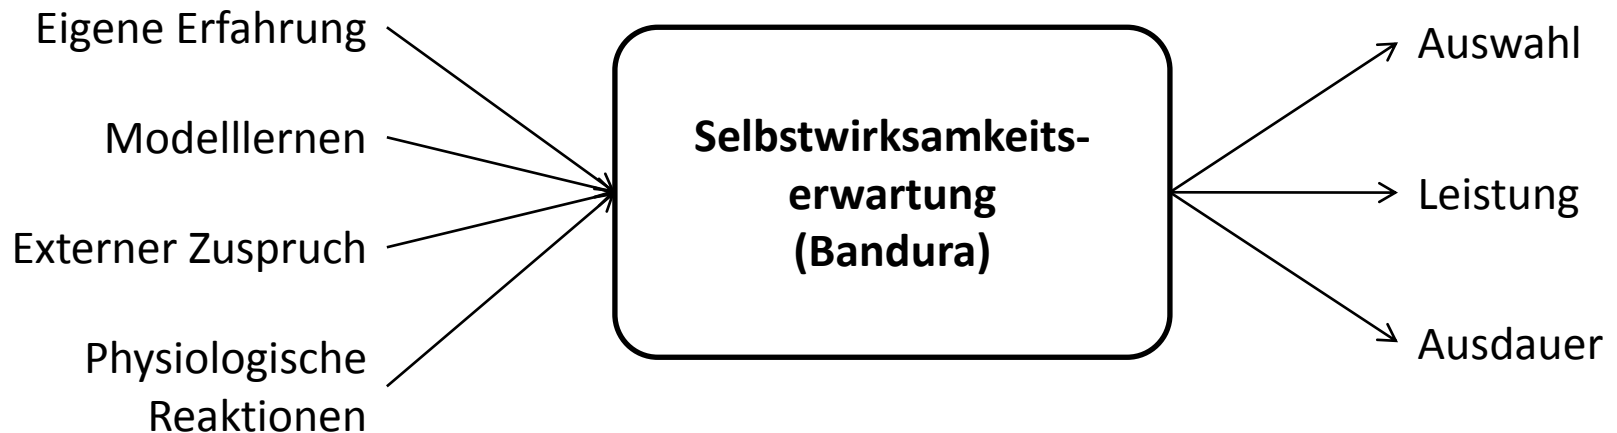 Eigene Erfahrung
Modelllernen
Externer Zuspruch
Physiologische
Reaktionen
Selbstwirksamkeits-
erwartung
(Bandura)
Auswahl
Leistung
Ausdauer